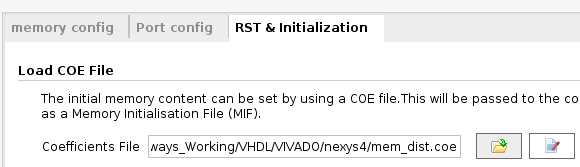 memory config Port config RST & Initialization
Load COE File
The initial memory content can be set by using a COE file.This will be passed to the co
as a Memory Initialisation File (MIF).
Coefficients File ways_Working/VHDL/VIVADO/nexys4/mem_dist.coe